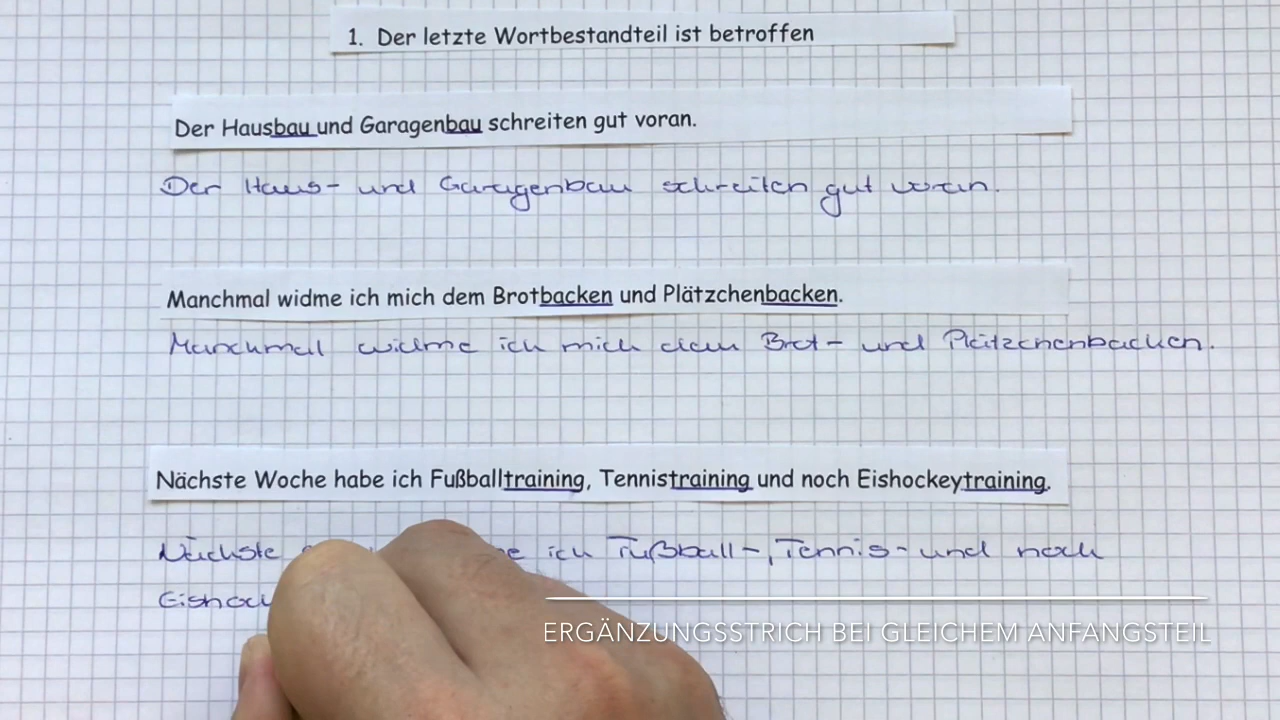 1. Der letzte Wortbestandteil ist betroffen
Der Hausbau und Garagenbau schreiten gut voran.
Der Haus- und Garagenbau schreiten gut voran.
Manchmal widme ich mich dem Brotbacken und Plätzchenbacken.
Manchmal widme ich mich dem Brot- und Plätzchenbacken.
Nächste Woche habe ich Fußballtraining, Tennistraining und noch Eishockeytraining.
Nächste ich Fußball-, Tennis- und noch
ERGÄNZUNGSSTRICH BEI GLEICHEM ANFANGSTEIL